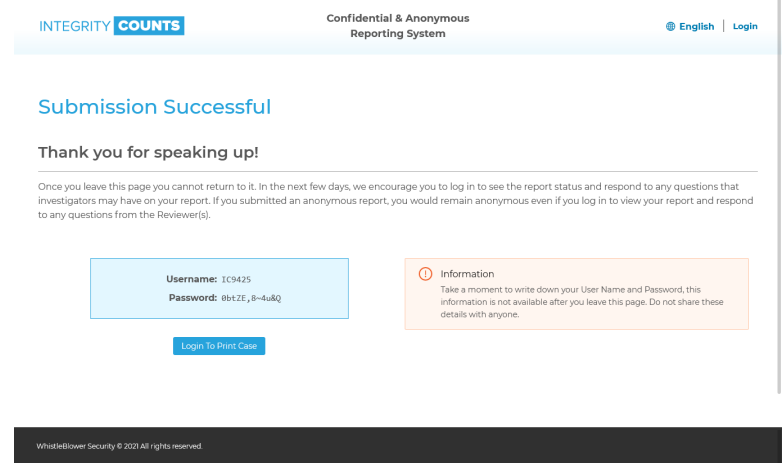 INTEGRITY COUNTS
Confidential & Anonymous
Reporting System
English | Login
Submission Successful
Thank you for speaking up!
Once you leave this page you cannot return to it. In the next few days, we encourage you to log in to see the report status and respond to any questions that
investigators may have on your report. If you submitted an anonymous report, you would remain anonymous even if you log in to view your report and respond
to any questions from the Reviewer(s).
Username: IC9425
Password: 0btZE,8~4u&Q
Login To Print Case
Information
Take a moment to write down your User Name and Password, this
information is not available after you leave this page. Do not share these
details with anyone.
WhistleBlower Security © 2021 All rights reserved.